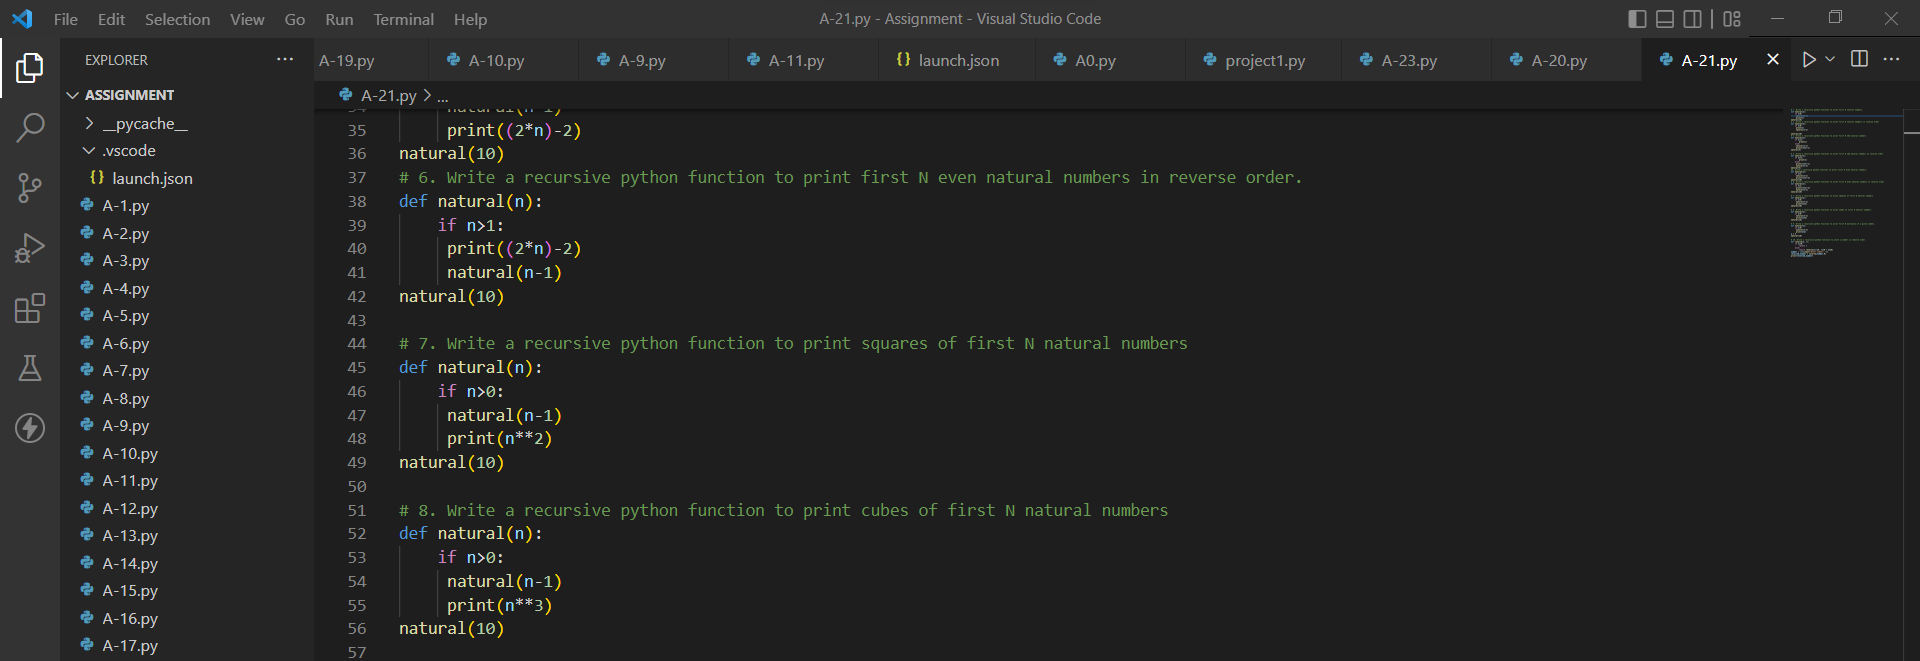 File Edit Selection View Go Run Terminal Help
A-21.py - Assignment - Visual Studio Code
EXPLORER
A-19.py A-10.py A-9.py A-11.py {} launch.json A0.py project1.py A-23.py A-20.py A-21.py
ASSIGNMENT
__pycache__
.vscode
{} launch.json
A-1.py
A-2.py
A-3.py
A-4.py
A-5.py
A-6.py
A-7.py
A-8.py
A-9.py
A-10.py
A-11.py
A-12.py
A-13.py
A-14.py
A-15.py
A-16.py
A-17.py
A-21.py > ...
34 natural(n-1)
35 print((2*n)-2)
36 natural(10)
37 # 6. Write a recursive python function to print first N even natural numbers in reverse order.
38 def natural(n):
39 if n>1:
40 print((2*n)-2)
41 natural(n-1)
42 natural(10)
43
44 # 7. Write a recursive python function to print squares of first N natural numbers
45 def natural(n):
46 if n>0:
47 natural(n-1)
48 print(n**2)
49 natural(10)
50
51 # 8. Write a recursive python function to print cubes of first N natural numbers
52 def natural(n):
53 if n>0:
54 natural(n-1)
55 print(n**3)
56 natural(10)
57